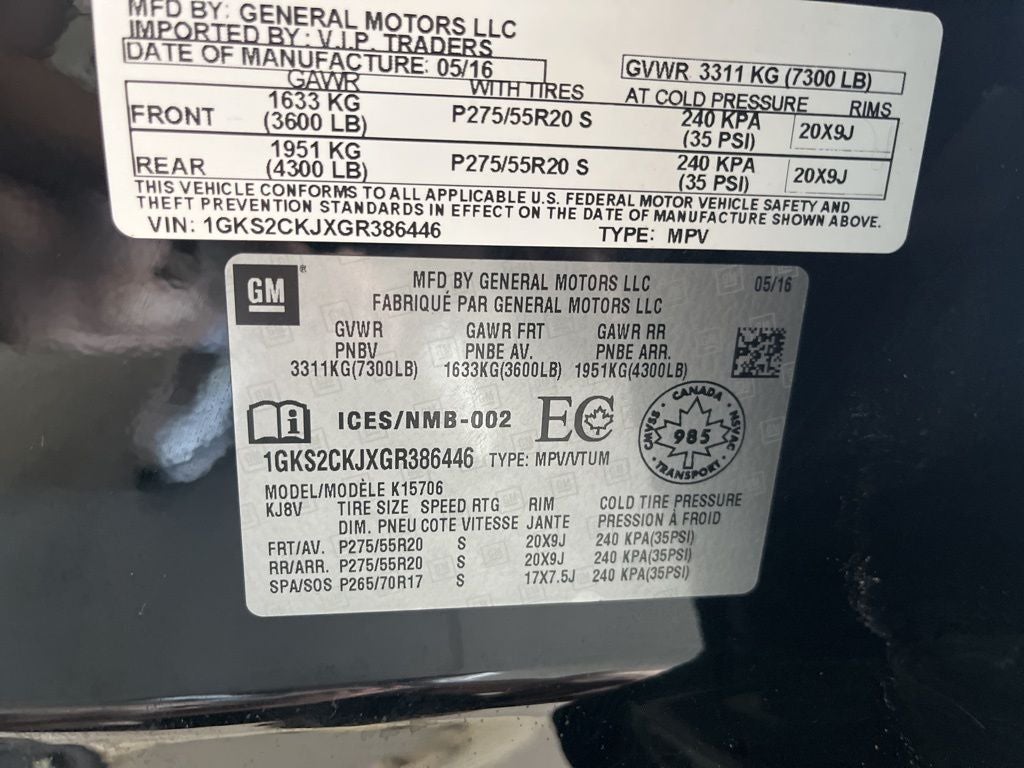 MFD BY: GENERAL MOTORS LLC
IMPORTED BY: V.I.P. TRADERS
DATE OF MANUFACTURE: 05/16
GVWR 3311 KG (7300 LB)
GAWR WITH TIRES AT COLD PRESSURE RIMS
FRONT 1633 KG (3600 LB) P275/55R20 S 240 KPA (35 PSI) 20X9J
REAR 1951 KG (4300 LB) P275/55R20 S 240 KPA (35 PSI) 20X9J
THIS VEHICLE CONFORMS TO ALL APPLICABLE U.S. FEDERAL MOTOR VEHICLE SAFETY AND
THEFT PREVENTION STANDARDS IN EFFECT ON THE DATE OF MANUFACTURE SHOWN ABOVE.
VIN: 1GKS2CKJXGR386446 TYPE: MPV
GM
MFD BY GENERAL MOTORS LLC 05/16
FABRIQUÉ PAR GENERAL MOTORS LLC
GVWR GAWR FRT GAWR RR
PNBV PNBE AV. PNBE ARR.
3311KG(7300LB) 1633KG(3600LB) 1951KG(4300LB)
i ICES/NMB-002 EC
CANADA CMVSS NSVAC 985 TRANSPORT
1GKS2CKJXGR386446 TYPE: MPV/VTUM
MODEL/MODÈLE K15706
KJ8V TIRE SIZE SPEED RTG RIM COLD TIRE PRESSURE
DIM. PNEU COTE VITESSE JANTE PRESSION À FROID
FRT/AV. P275/55R20 S 20X9J 240 KPA(35PSI)
RR/ARR. P275/55R20 S 20X9J 240 KPA(35PSI)
SPA/SOS P265/70R17 S 17X7.5J 240 KPA(35PSI)